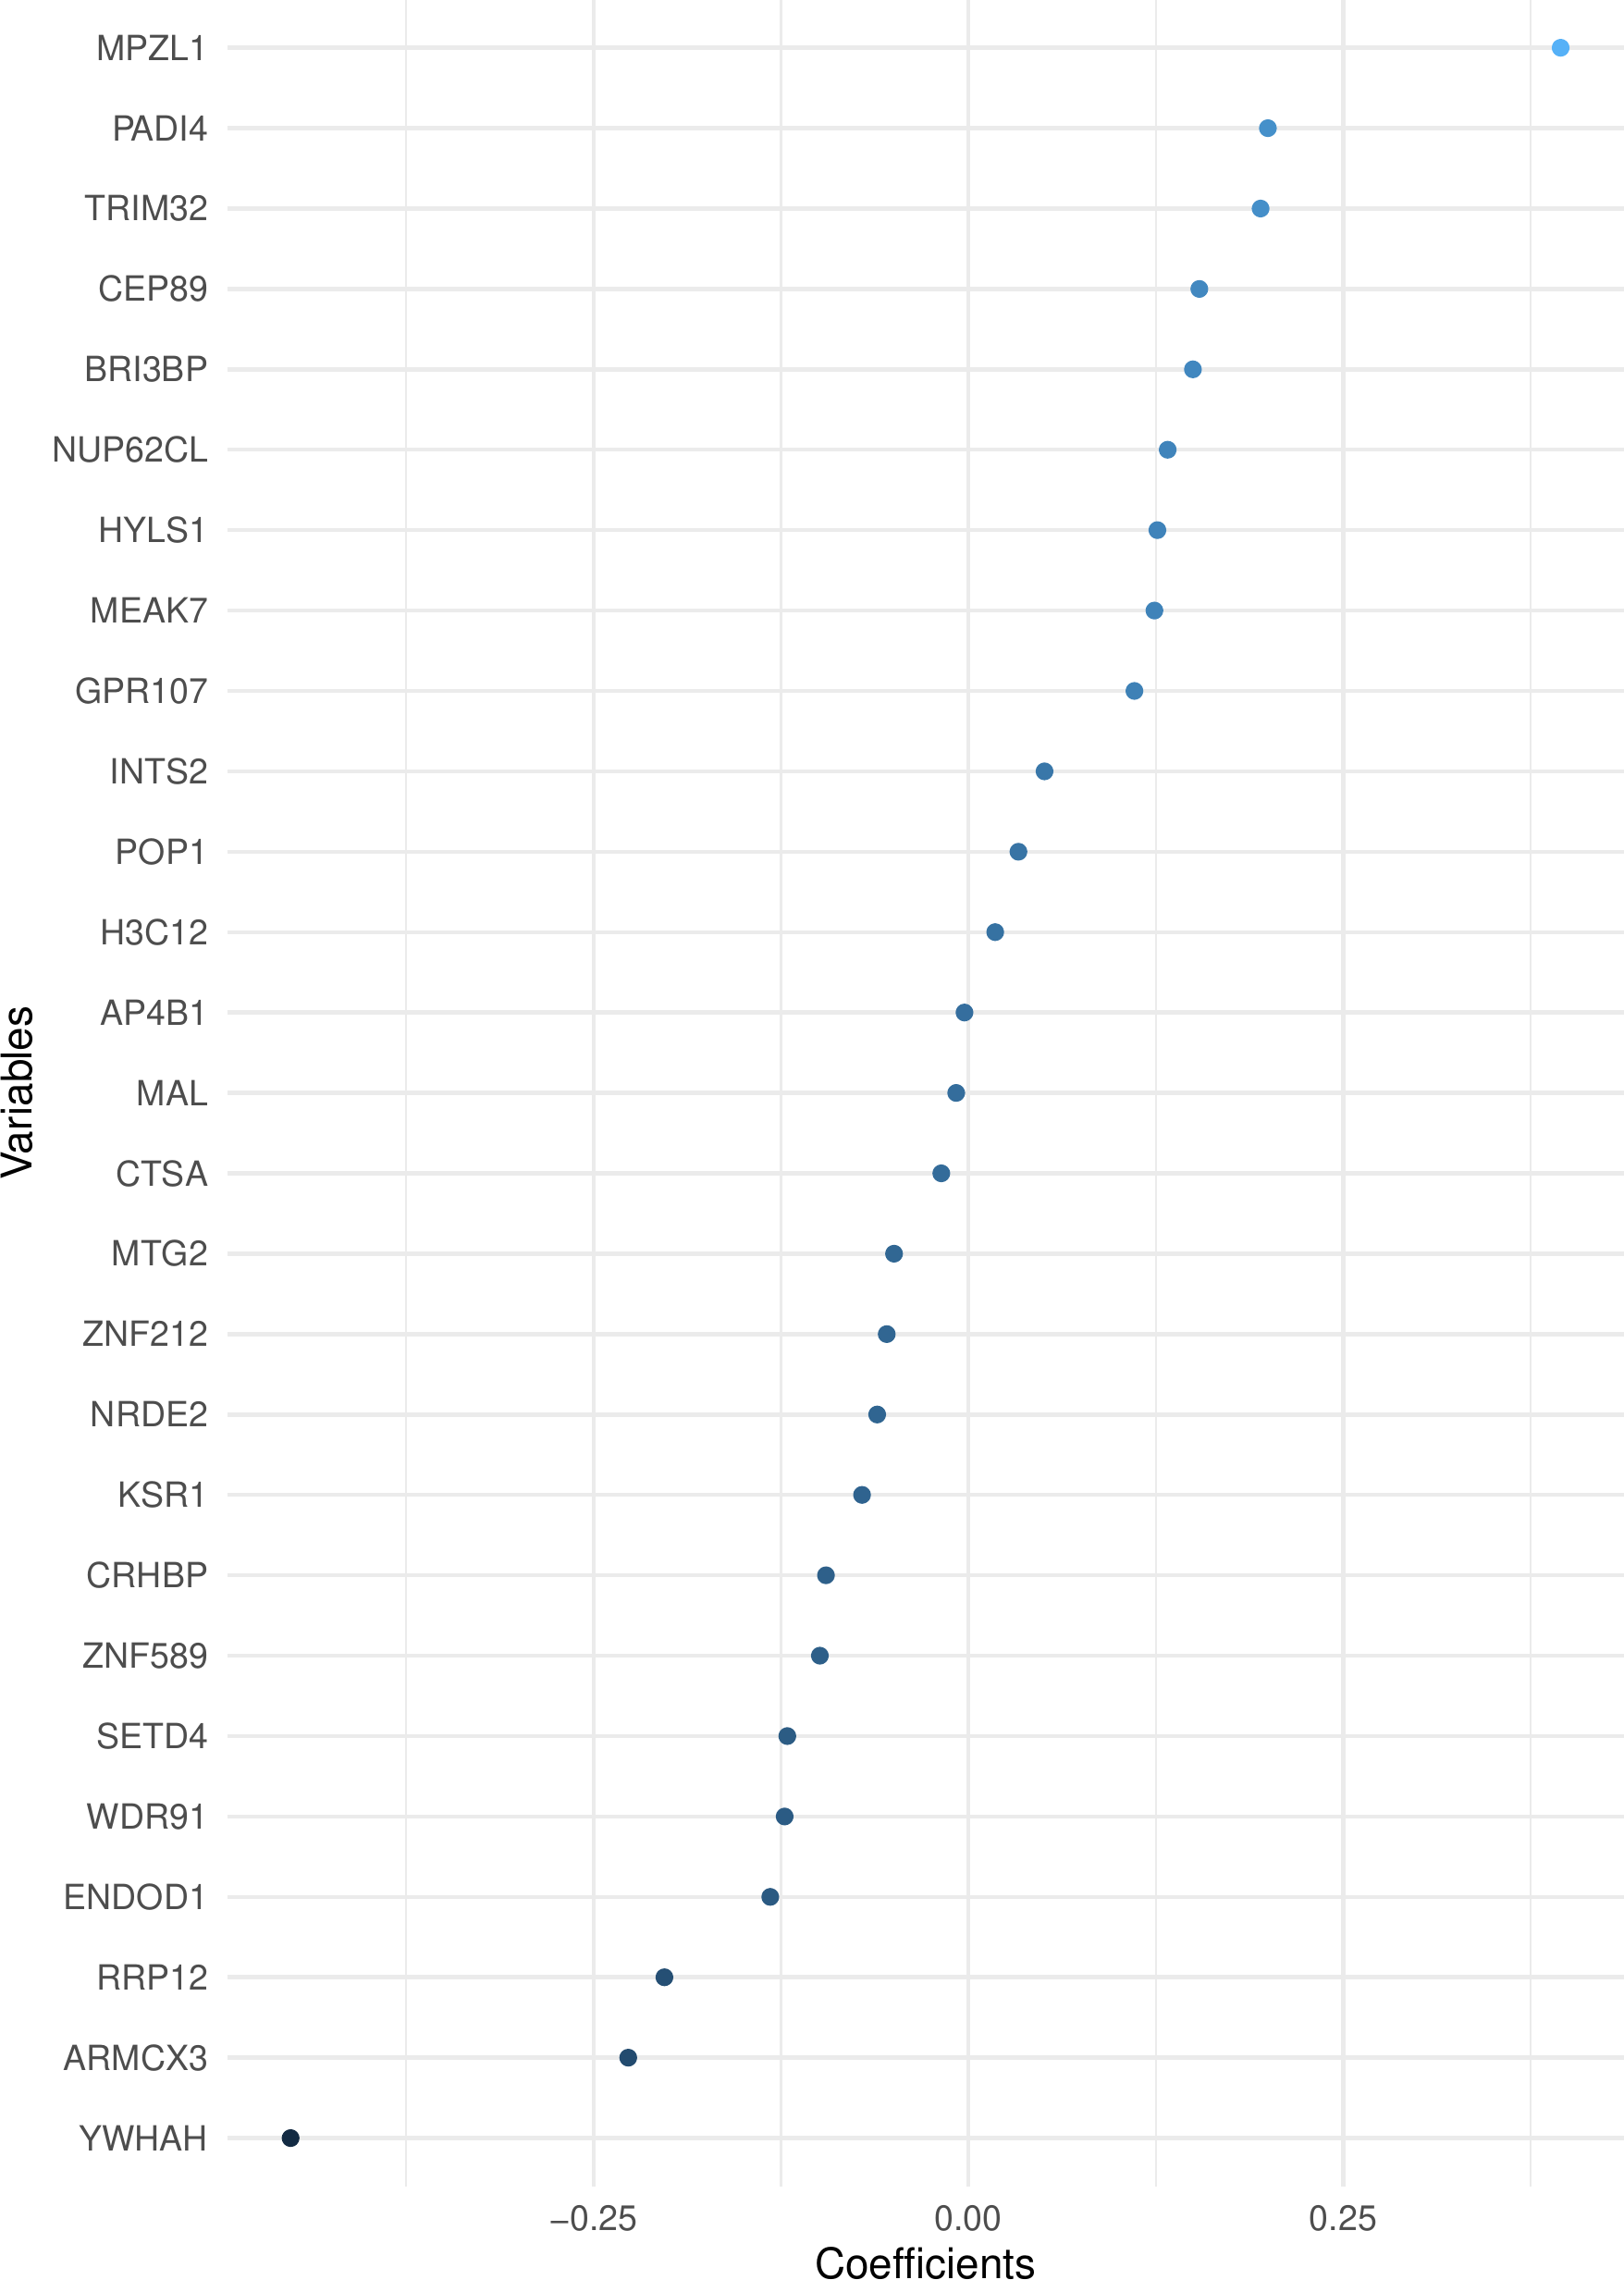 MPZL1
PADI4
TRIM32
CEP89
BRI3BP
NUP62CL
HYLS1
MEAK7
GPR107
INTS2
POP1
H3C12
AP4B1
MAL
CTSA
MTG2
ZNF212
NRDE2
KSR1
CRHBP
ZNF589
SETD4
WDR91
ENDOD1
RRP12
ARMCX3
YWHAH
Variables
−0.25 0.00 0.25
Coefficients